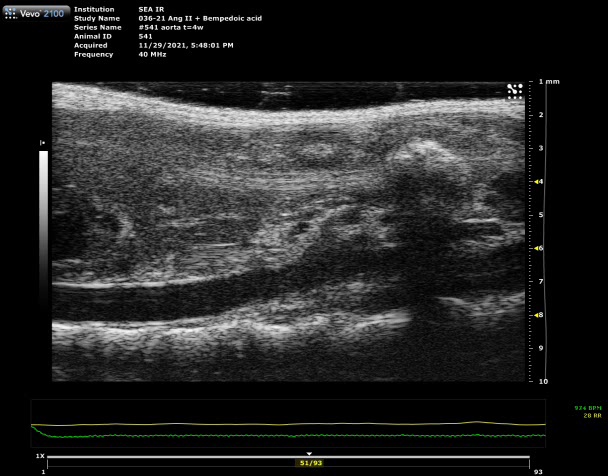 Vevo 2100
Institution SEA IR
Study Name 036-21 Ang II + Bempedoic acid
Series Name #541 aorta t=4w
Animal ID 541
Acquired 11/29/2021, 5:48:01 PM
Frequency 40 MHz
1 mm
2
3
4
5
6
7
8
9
10
974 BPM
28 RR
1X
51/93
1
93